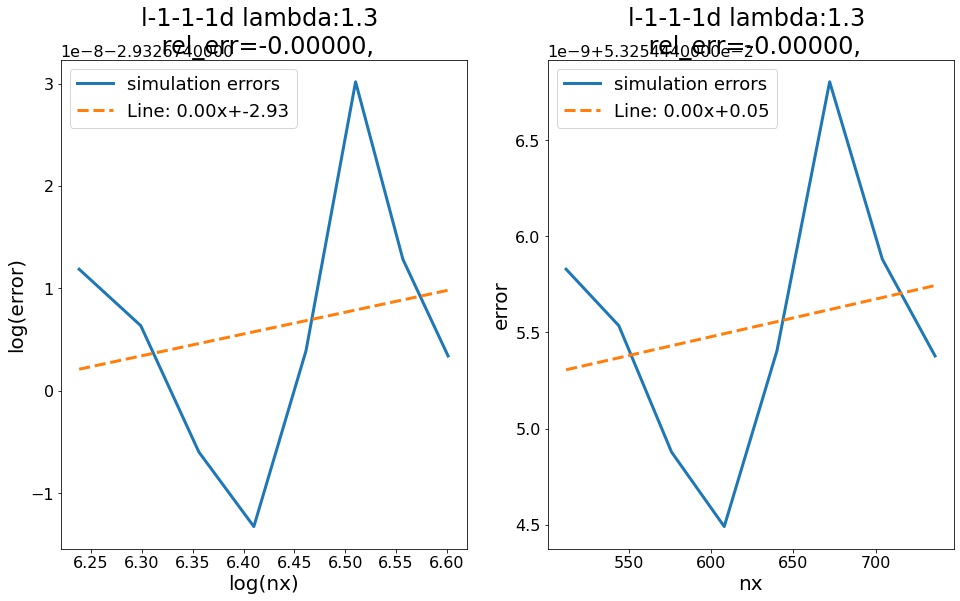 l-1-1-1d lambda:1.3
rel_err=-0.00000,
1e−8−2.9326740000
simulation errors
Line: 0.00x+-2.93
3
2
1
0
−1
log(error)
6.25 6.30 6.35 6.40 6.45 6.50 6.55 6.60
log(nx)
l-1-1-1d lambda:1.3
rel_err=-0.00000,
1e−9+5.3254440000e−2
simulation errors
Line: 0.00x+0.05
6.5
6.0
5.5
5.0
4.5
error
550 600 650 700
nx